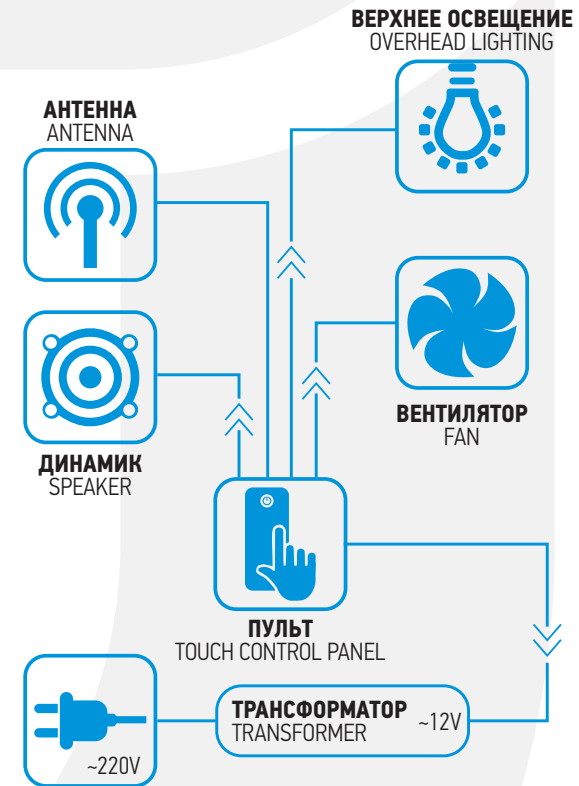 ВЕРХНЕЕ ОСВЕЩЕНИЕ
OVERHEAD LIGHTING
АНТЕННА
ANTENNA
ВЕНТИЛЯТОР
FAN
ДИНАМИК
SPEAKER
ПУЛЬТ
TOUCH CONTROL PANEL
ТРАНСФОРМАТОР
TRANSFORMER
~12V
~220V